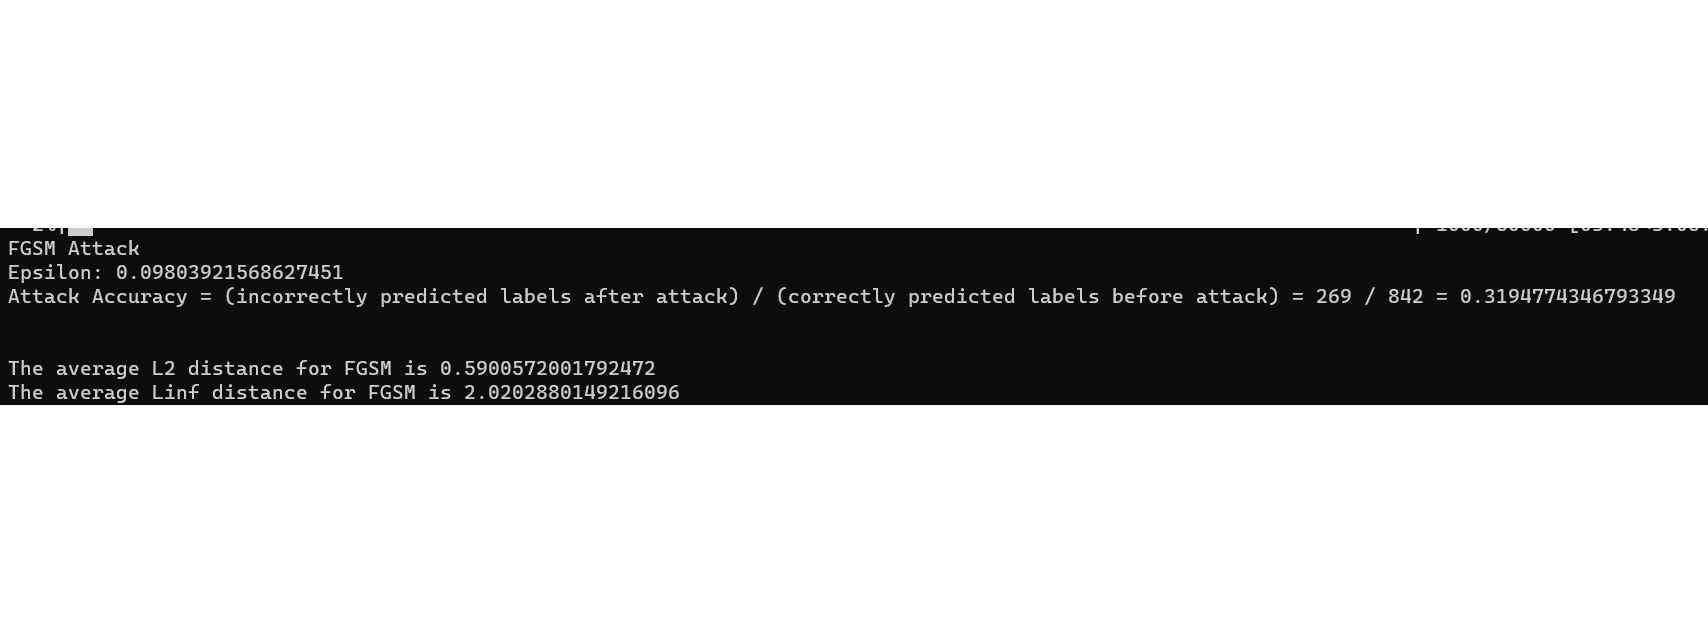 FGSM Attack
Epsilon: 0.09803921568627451
Attack Accuracy = (incorrectly predicted labels after attack) / (correctly predicted labels before attack) = 269 / 842 = 0.3194774346793349
The average L2 distance for FGSM is 0.5900572001792472
The average Linf distance for FGSM is 2.0202880149216096